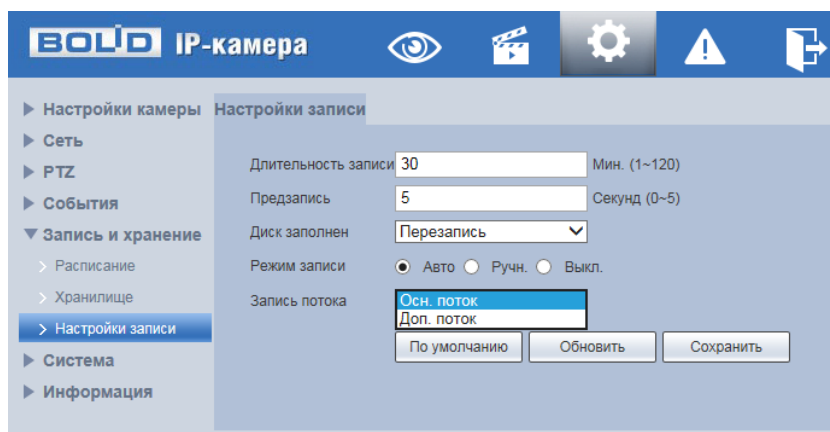 BOLID IP-камера
Настройки камеры
Сеть
PTZ
События
Запись и хранение
Расписание
Хранилище
Настройки записи
Система
Информация
Настройки записи
Длительность записи 30 Мин. (1~120)
Предзапись 5 Секунд (0~5)
Диск заполнен Перезапись
Режим записи Авто Ручн. Выкл.
Запись потока Осн. поток
Доп. поток
По умолчанию Обновить Сохранить